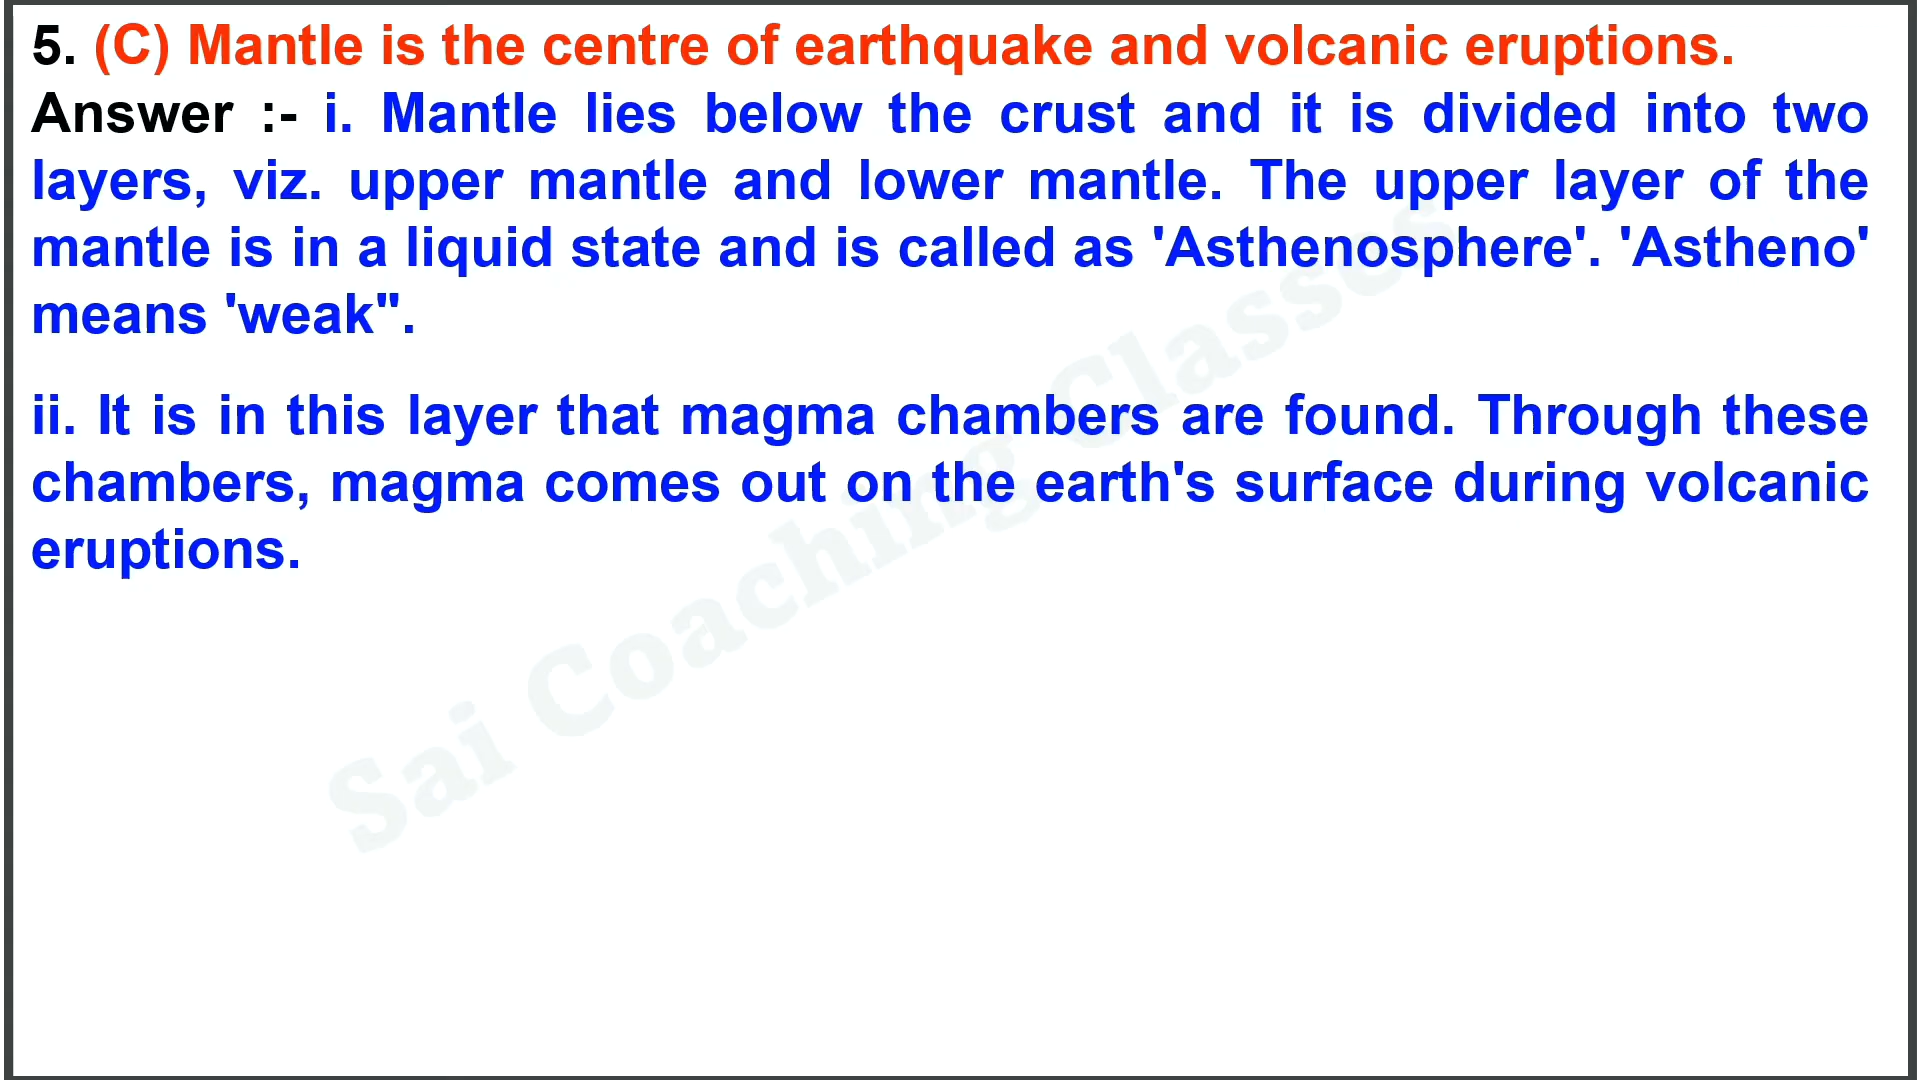 5. (C) Mantle is the centre of earthquake and volcanic eruptions.
Answer :- i. Mantle lies below the crust and it is divided into two
layers, viz. upper mantle and lower mantle. The upper layer of the
mantle is in a liquid state and is called as 'Asthenosphere'. 'Astheno'
means 'weak".
ii. It is in this layer that magma chambers are found. Through these
chambers, magma comes out on the earth's surface during volcanic
eruptions.
Sai Coaching Classes